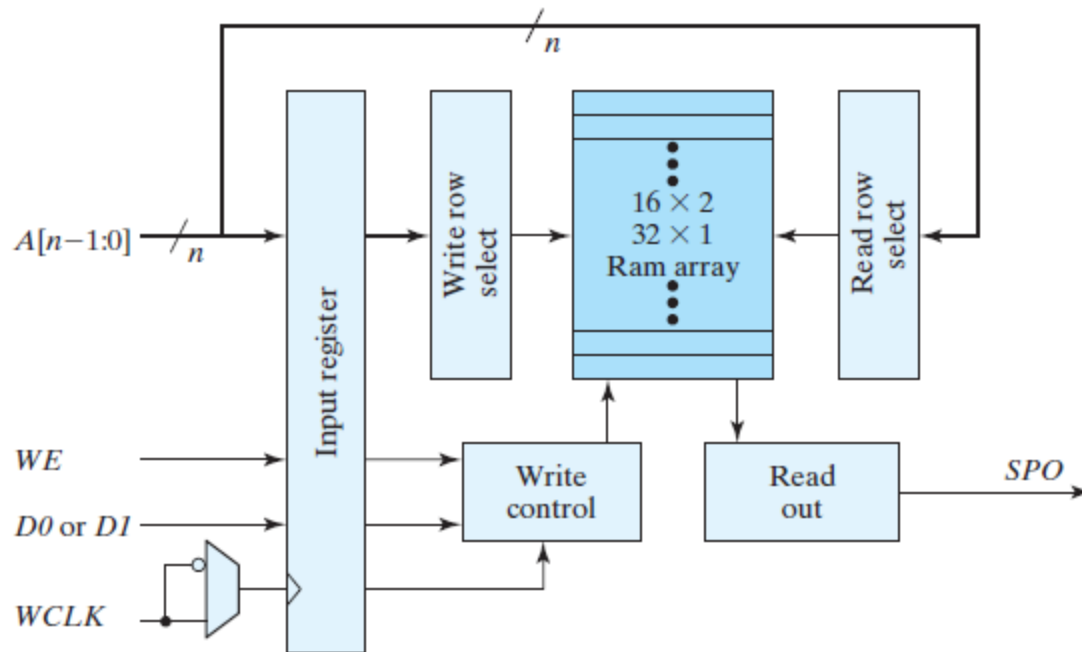 n
A[n−1:0]
n
Input register
Write row
select
16 × 2
32 × 1
Ram array
Read row
select
WE
D0 or D1
WCLK
Write
control
Read
out
SPO